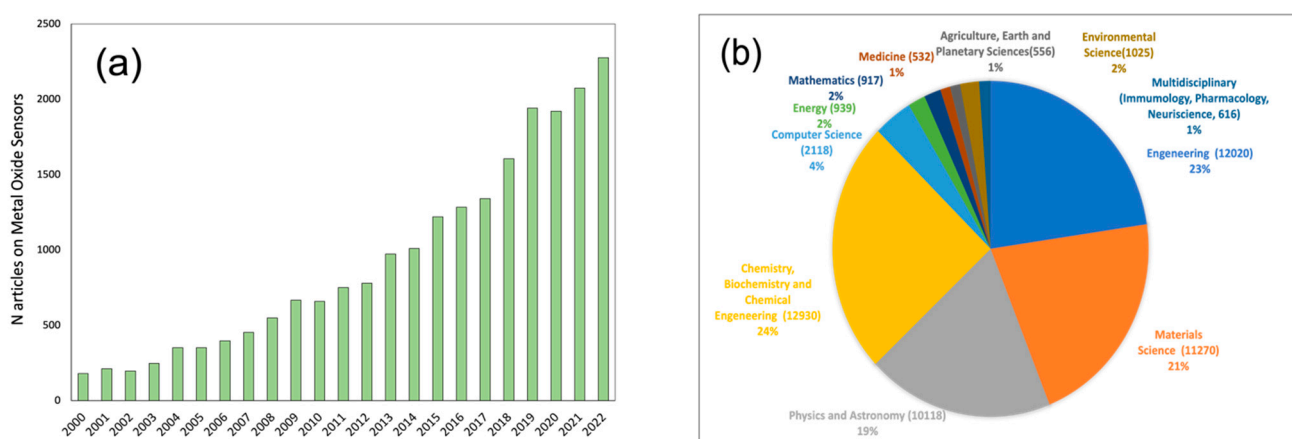 (a)
N articles on Metal Oxide Sensors
2500
2000
1500
1000
500
0
2000
2001
2002
2003
2004
2005
2006
2007
2008
2009
2010
2011
2012
2013
2014
2015
2016
2017
2018
2019
2020
2021
2022
(b)
Agriculture, Earth and
Planetary Sciences(556)
1%
Environmental
Science(1025)
2%
Medicine (532)
1%
Mathematics (917)
2%
Energy (939)
2%
Computer Science
(2118)
4%
Multidisciplinary
(Immumology, Pharmacology,
Neuriscience, 616)
1%
Engeneering (12020)
23%
Chemistry,
Biochemistry and
Chemical
Engeneering (12930)
24%
Materials
Science (11270)
21%
Physics and Astronomy (10118)
19%